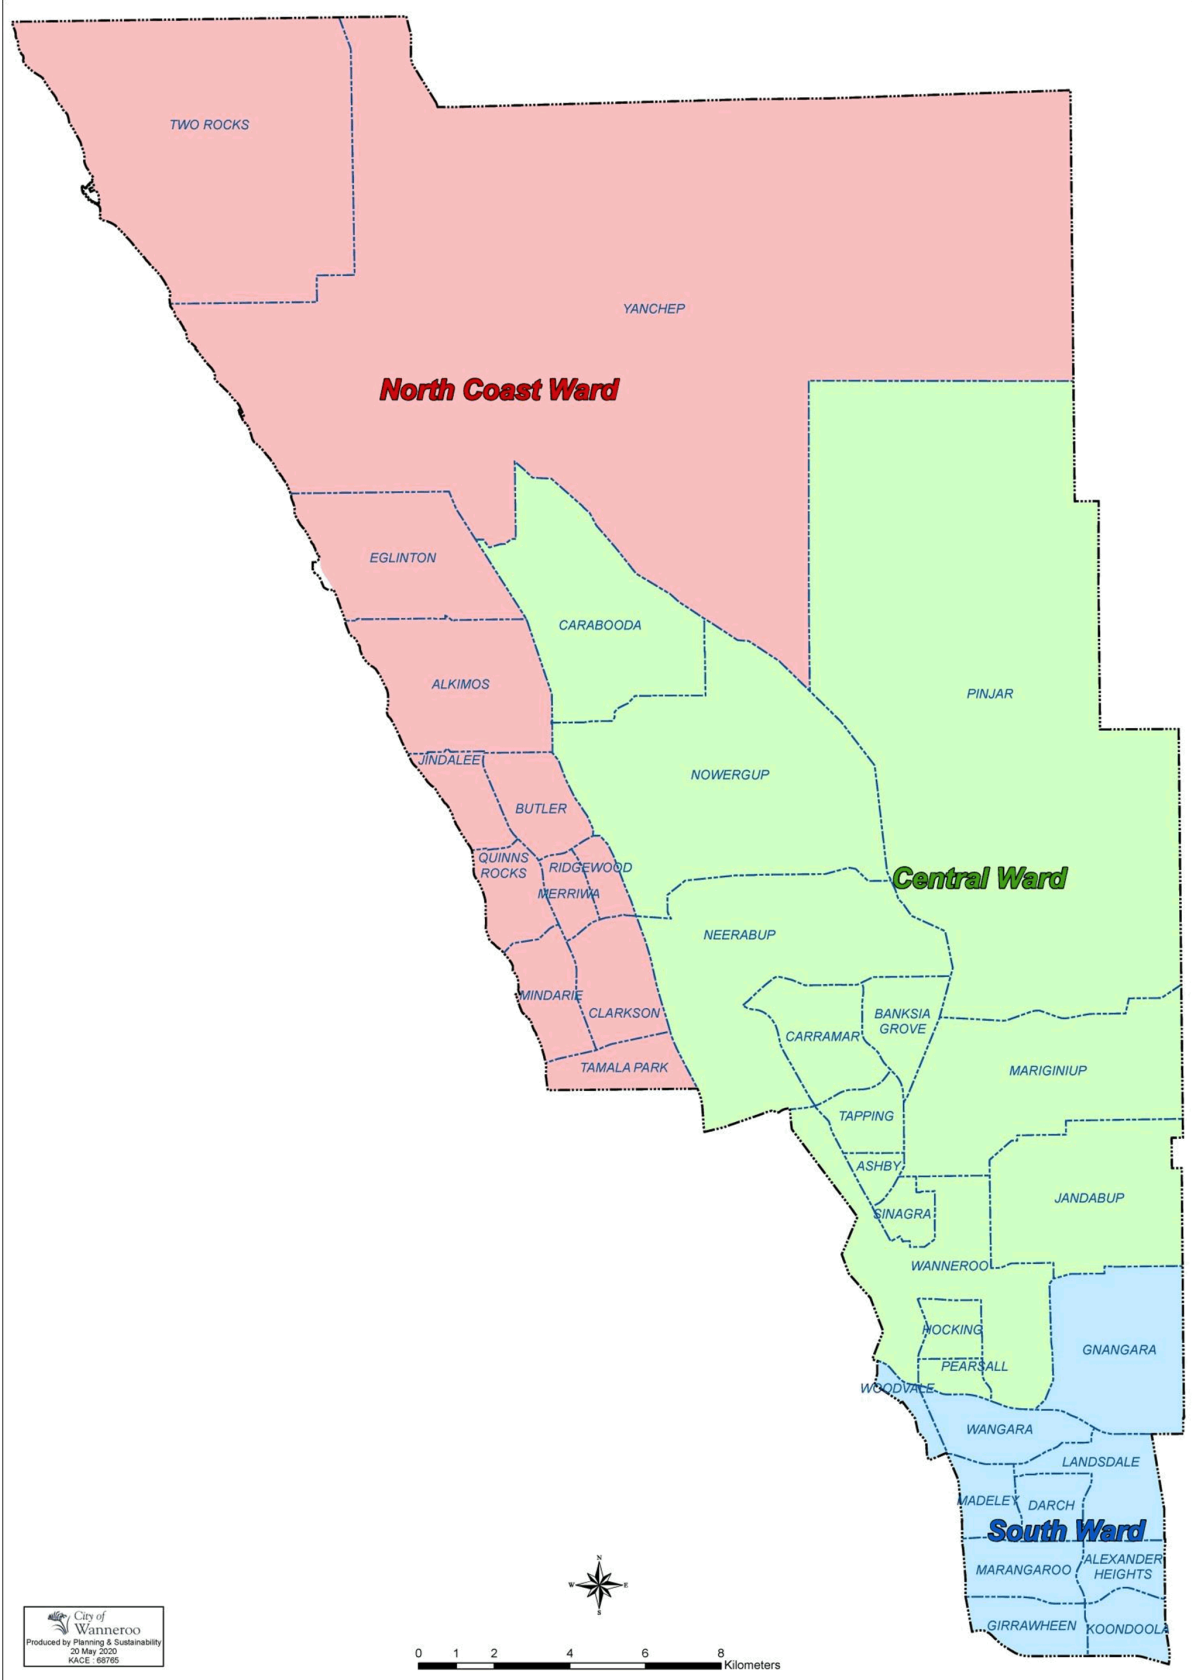 TWO ROCKS
YANCHEP
North Coast Ward
EGLINTON
CARABOODA
ALKIMOS
PINJAR
JINDALEE
NOWERGUP
BUTLER
QUINNS
ROCKS
RIDGEWOOD
MERRIWA
Central Ward
NEERABUP
MINDARIE
CLARKSON
BANKSIA
GROVE
CARRAMAR
TAMALA PARK
MARIGINIUP
TAPPING
ASHBY
JANDABUP
SINAGRA
WANNEROO
HOCKING
GNANGARA
PEARSALL
WOODVALE
WANGARA
LANDSDALE
MADELEY
DARCH
South Ward
MARANGAROO
ALEXANDER
HEIGHTS
GIRRAWHEEN
KOONDOOLA
N
W
E
S
City of
Wanneroo
Produced by Planning & Sustainability
20 May 2020
KACE : 68765
0 1 2 4 6 8
Kilometers